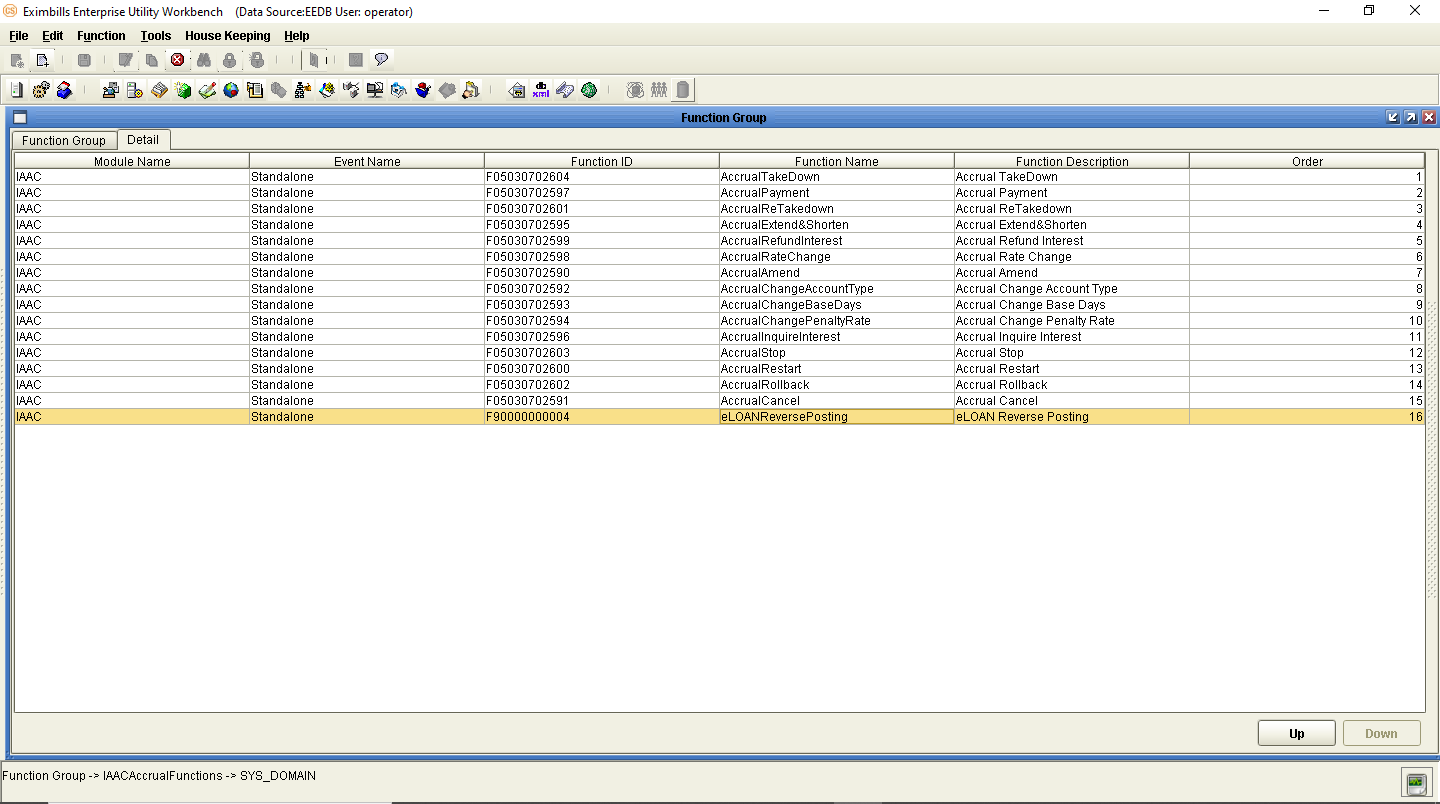 CS Eximbills Enterprise Utility Workbench (Data Source:EEDB User: operator)
File Edit Function Tools House Keeping Help
db xml
Function Group
Function Group Detail
Module Name Event Name Function ID Function Name Function Description Order
IAAC Standalone F05030702604 AccrualTakeDown Accrual TakeDown 1
IAAC Standalone F05030702597 AccrualPayment Accrual Payment 2
IAAC Standalone F05030702601 AccrualReTakedown Accrual ReTakedown 3
IAAC Standalone F05030702595 AccrualExtend&Shorten Accrual Extend&Shorten 4
IAAC Standalone F05030702599 AccrualRefundInterest Accrual Refund Interest 5
IAAC Standalone F05030702598 AccrualRateChange Accrual Rate Change 6
IAAC Standalone F05030702590 AccrualAmend Accrual Amend 7
IAAC Standalone F05030702592 AccrualChangeAccountType Accrual Change Account Type 8
IAAC Standalone F05030702593 AccrualChangeBaseDays Accrual Change Base Days 9
IAAC Standalone F05030702594 AccrualChangePenaltyRate Accrual Change Penalty Rate 10
IAAC Standalone F05030702596 AccrualInquireInterest Accrual Inquire Interest 11
IAAC Standalone F05030702603 AccrualStop Accrual Stop 12
IAAC Standalone F05030702600 AccrualRestart Accrual Restart 13
IAAC Standalone F05030702602 AccrualRollback Accrual Rollback 14
IAAC Standalone F05030702591 AccrualCancel Accrual Cancel 15
IAAC Standalone F90000000004 eLOANReversePosting eLOAN Reverse Posting 16
Up Down
Function Group -> IAACAccrualFunctions -> SYS_DOMAIN